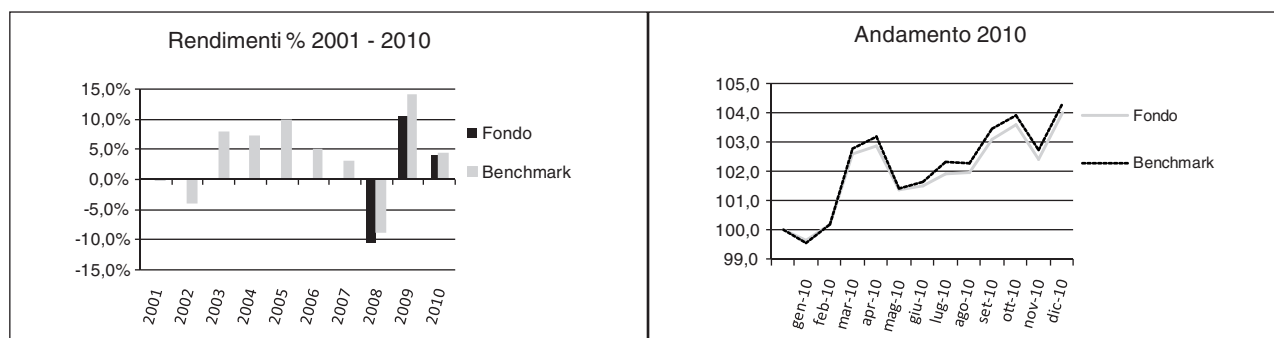 Rendimenti % 2001 - 2010
15,0%
10,0%
5,0%
0,0%
-5,0%
-10,0%
-15,0%
2001
2002
2003
2004
2005
2006
2007
2008
2009
2010
Fondo
Benchmark
Andamento 2010
105,0
104,0
103,0
102,0
101,0
100,0
99,0
gen-10
feb-10
mar-10
apr-10
mag-10
giu-10
lug-10
ago-10
set-10
ott-10
nov-10
dic-10
Fondo
Benchmark